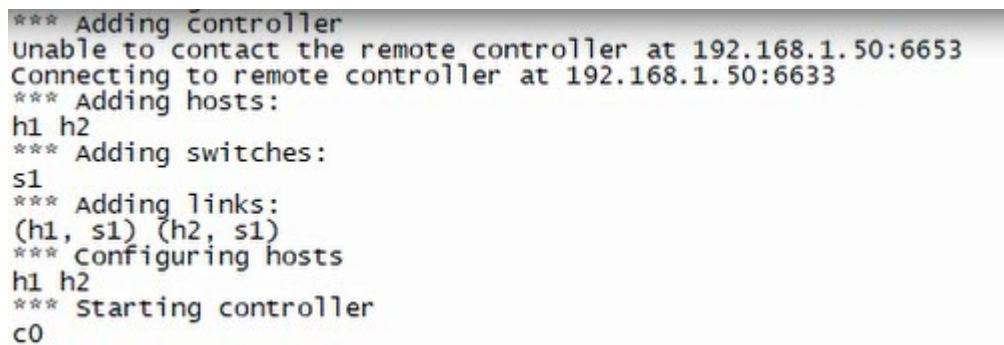 *** Adding controller
Unable to contact the remote controller at 192.168.1.50:6653
Connecting to remote controller at 192.168.1.50:6633
*** Adding hosts:
h1 h2
*** Adding switches:
s1
*** Adding links:
(h1, s1) (h2, s1)
*** Configuring hosts
h1 h2
*** Starting controller
c0